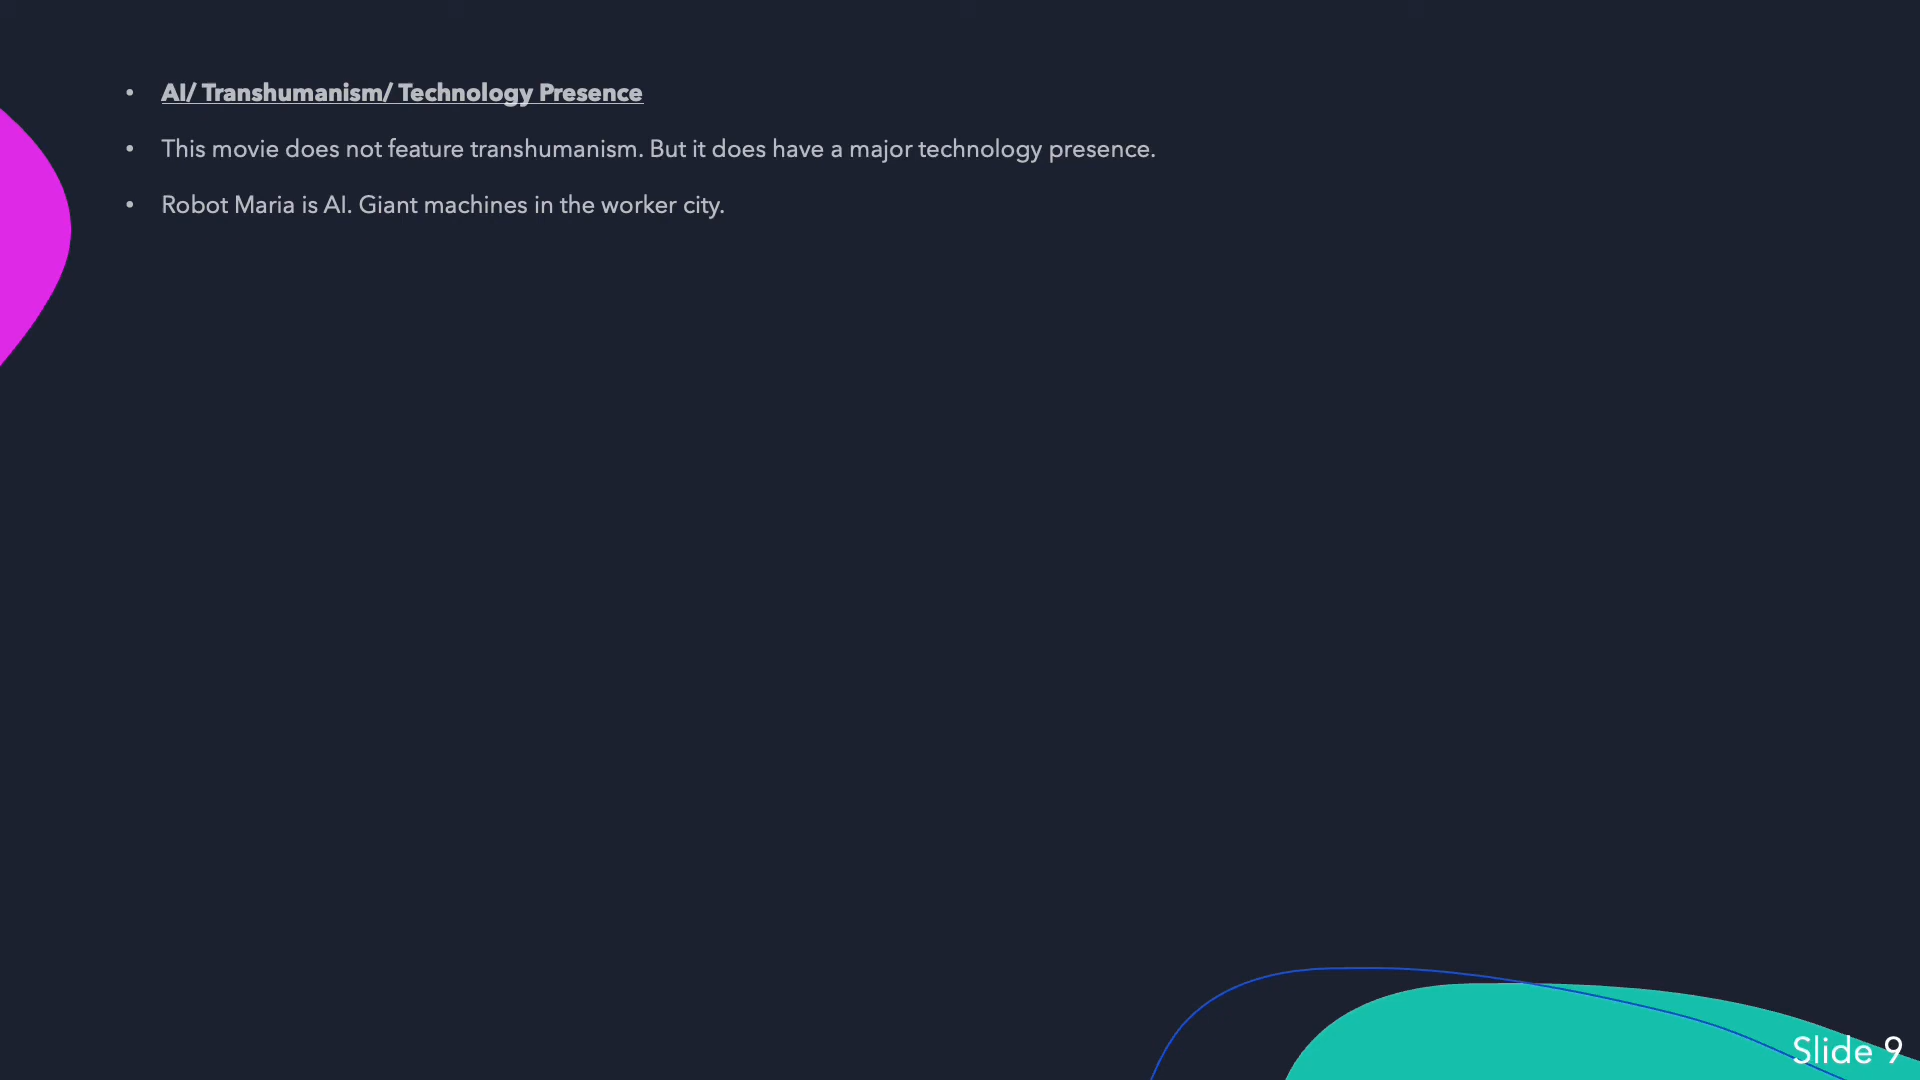 • AI/ Transhumanism/ Technology Presence
• This movie does not feature transhumanism. But it does have a major technology presence.
• Robot Maria is AI. Giant machines in the worker city.
Slide 9